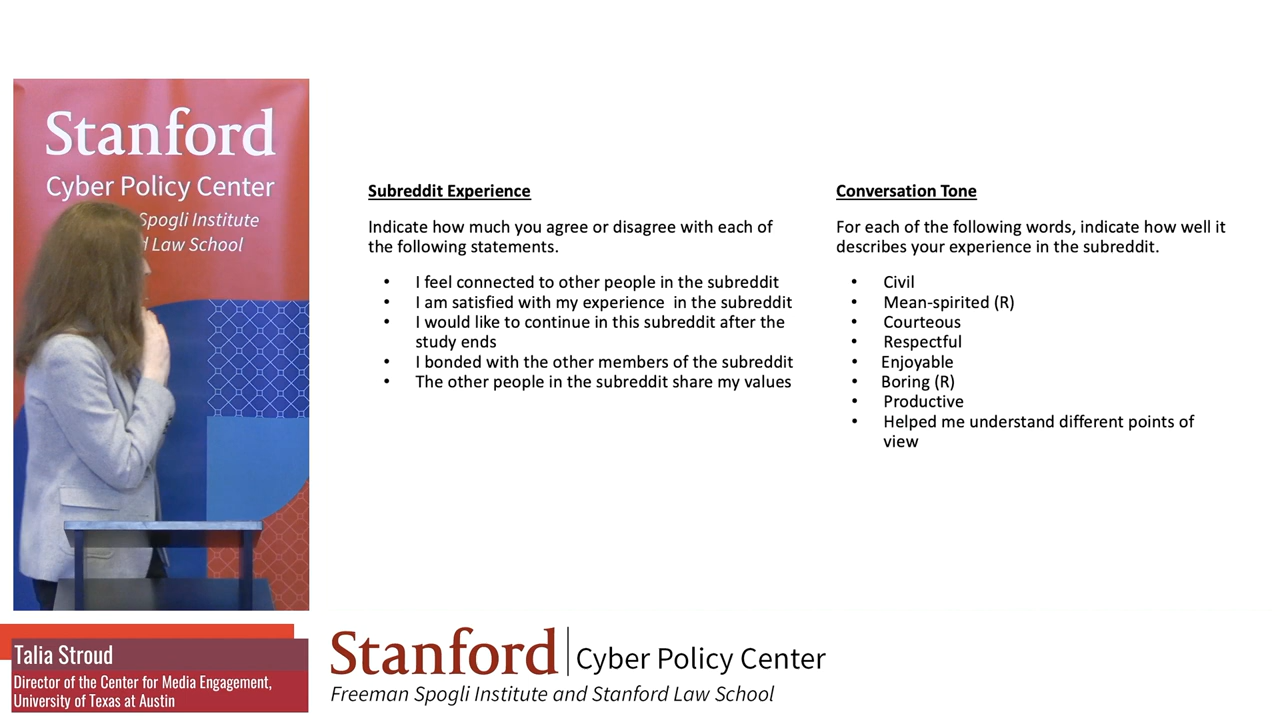 Stanford
Cyber Policy Center
Spogli Institute
Law School
Subreddit Experience
Indicate how much you agree or disagree with each of
the following statements.
• I feel connected to other people in the subreddit
• I am satisfied with my experience in the subreddit
• I would like to continue in this subreddit after the
study ends
• I bonded with the other members of the subreddit
• The other people in the subreddit share my values
Conversation Tone
For each of the following words, indicate how well it
describes your experience in the subreddit.
• Civil
• Mean-spirited (R)
• Courteous
• Respectful
• Enjoyable
• Boring (R)
• Productive
• Helped me understand different points of
view
Talia Stroud
Director of the Center for Media Engagement,
University of Texas at Austin
Stanford | Cyber Policy Center
Freeman Spogli Institute and Stanford Law School